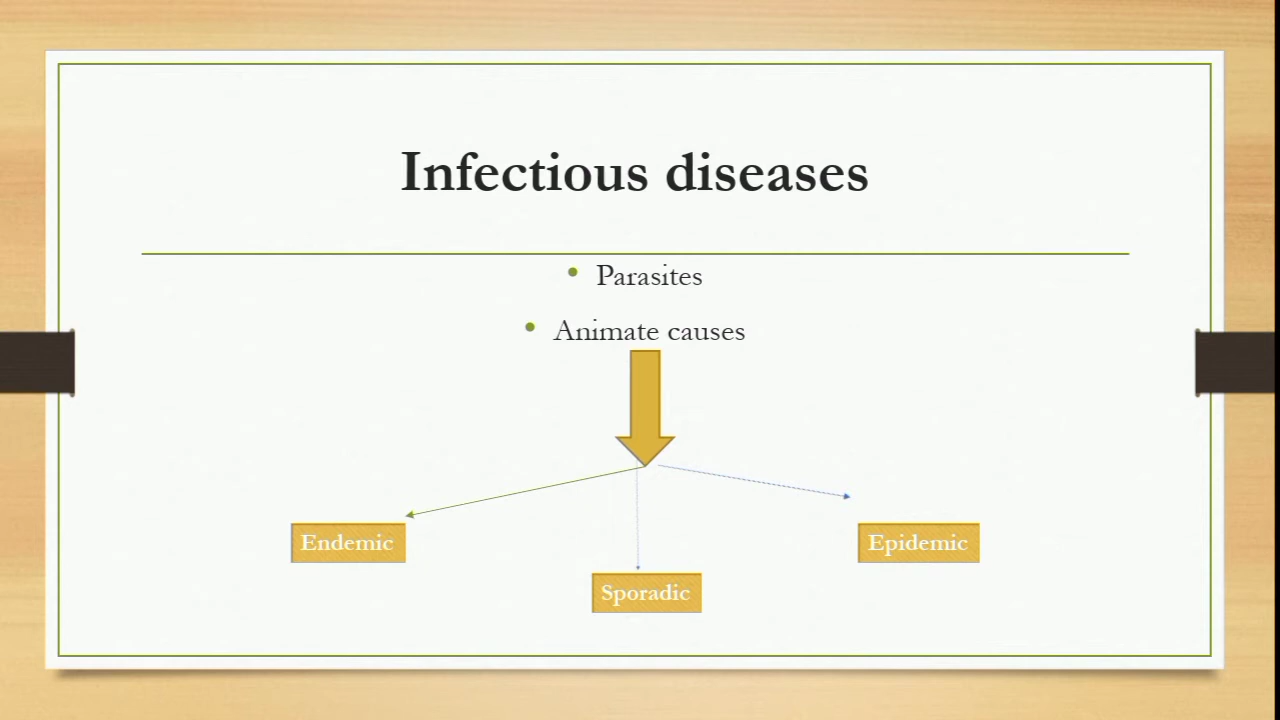 Infectious diseases
• Parasites
• Animate causes
Endemic
Epidemic
Sporadic